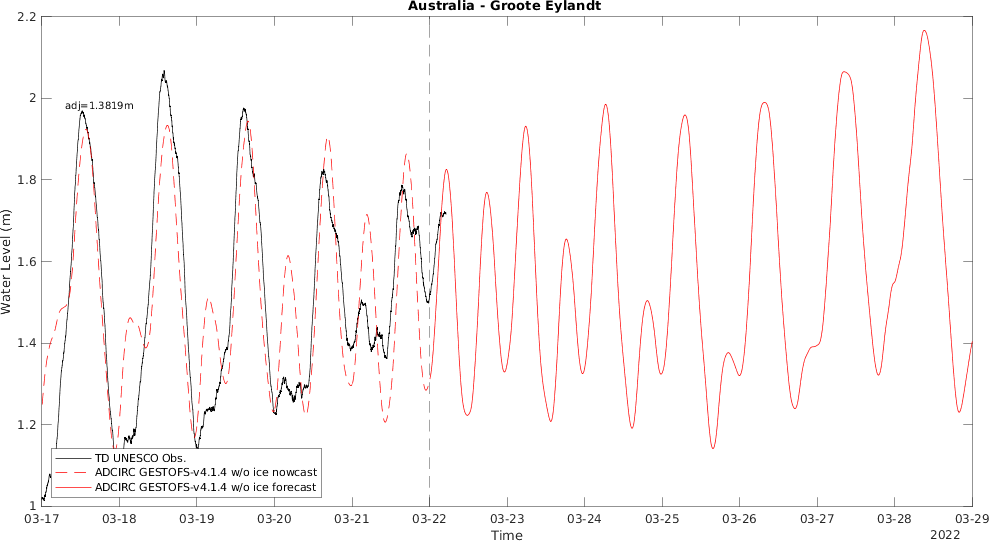 Australia - Groote Eylandt
2.2
2
1.8
1.6
1.4
1.2
1
Water Level (m)
adj=1.3819m
TD UNESCO Obs.
ADCIRC GESTOFS-v4.1.4 w/o ice nowcast
ADCIRC GESTOFS-v4.1.4 w/o ice forecast
03-17 03-18 03-19 03-20 03-21 03-22 03-23 03-24 03-25 03-26 03-27 03-28 03-29
Time
2022